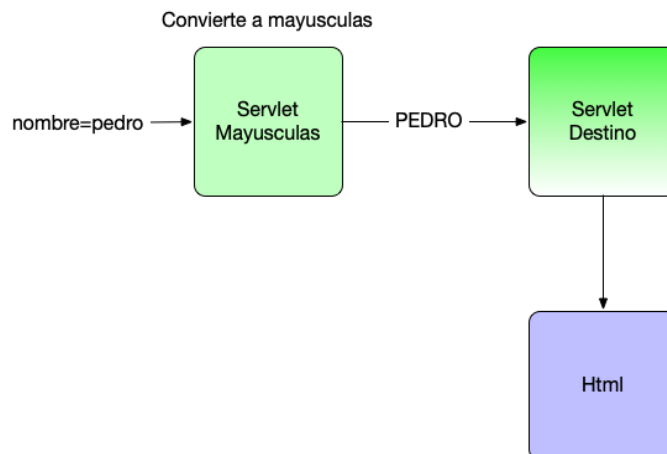 Convierte a mayusculas
nombre=pedro
Servlet
Mayusculas
PEDRO
Servlet
Destino
Html